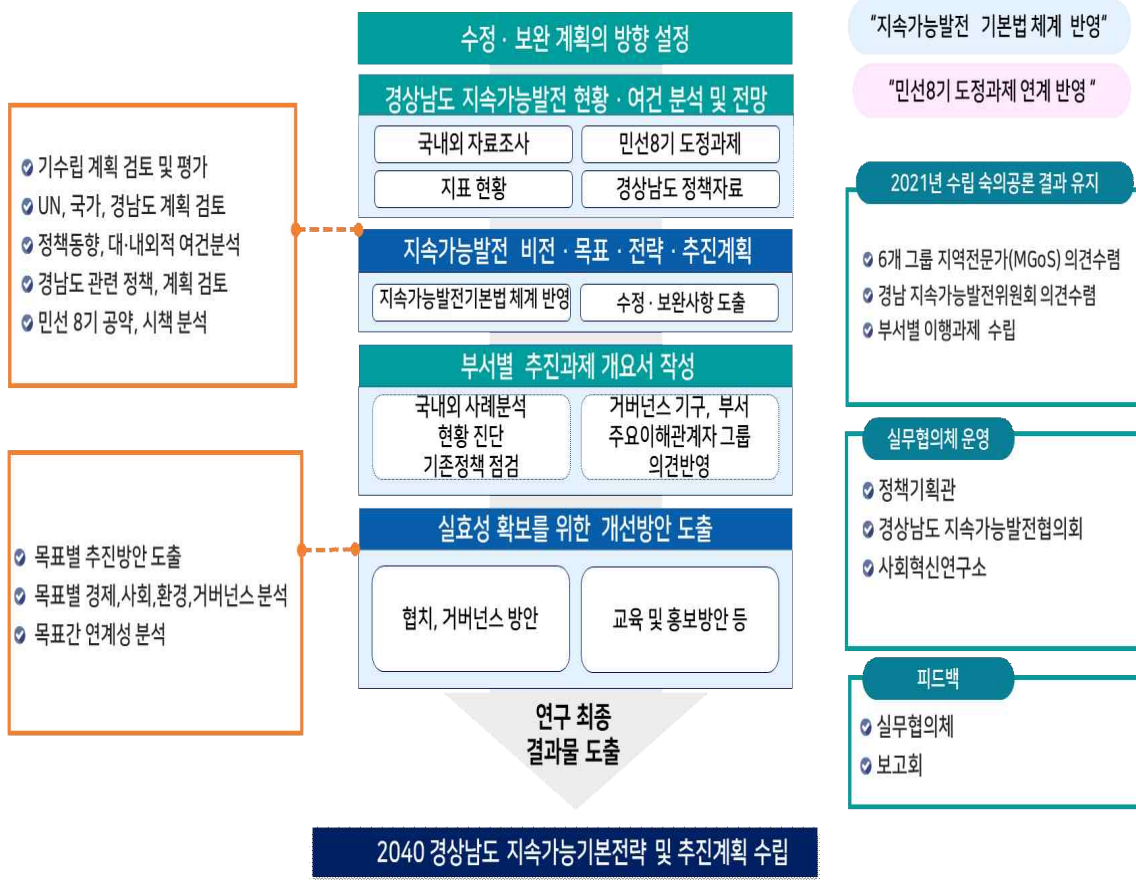 수정·보완 계획의 방향 설정
경상남도 지속가능발전 현황·여건 분석 및 전망
국내외 자료조사
민선8기 도정과제
지표 현황
경상남도 정책자료
지속가능발전 비전·목표·전략·추진계획
지속가능발전기본법 체계 반영
수정·보완사항 도출
부서별 추진과제 개요서 작성
국내외 사례분석
현황 진단
기존정책 점검
거버넌스 기구, 부서
주요이해관계자 그룹
의견반영
실효성 확보를 위한 개선방안 도출
협치, 거버넌스 방안
교육 및 홍보방안 등
연구 최종
결과물 도출
2040 경상남도 지속가능기본전략 및 추진계획 수립
기수립 계획 검토 및 평가
UN, 국가, 경남도 계획 검토
정책동향, 대·내외적 여건분석
경남도 관련 정책, 계획 검토
민선 8기 공약, 시책 분석
목표별 추진방안 도출
목표별 경제,사회,환경,거버넌스 분석
목표간 연계성 분석
"지속가능발전 기본법 체계 반영"
"민선8기 도정과제 연계 반영 "
2021년 수립 숙의공론 결과 유지
6개 그룹 지역전문가(MGoS) 의견수렴
경남 지속가능발전위원회 의견수렴
부서별 이행과제 수립
실무협의체 운영
정책기획관
경상남도 지속가능발전협의회
사회혁신연구소
피드백
실무협의체
보고회